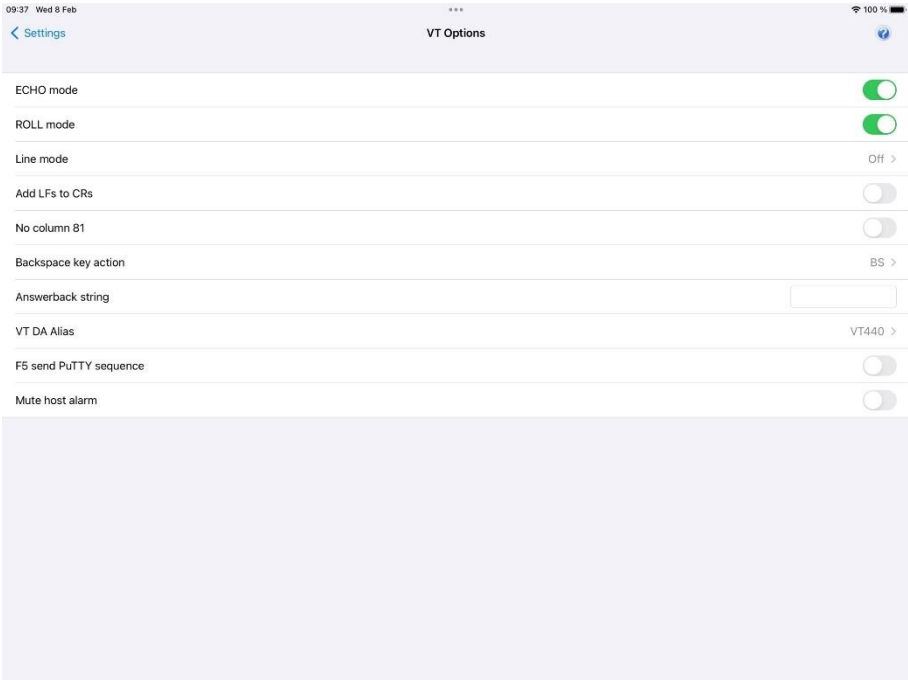 09:37 Wed 8 Feb
100 %
Settings
VT Options
ECHO mode
ROLL mode
Line mode
Off
Add LFs to CRs
No column 81
Backspace key action
BS
Answerback string
VT DA Alias
VT440
F5 send PuTTY sequence
Mute host alarm